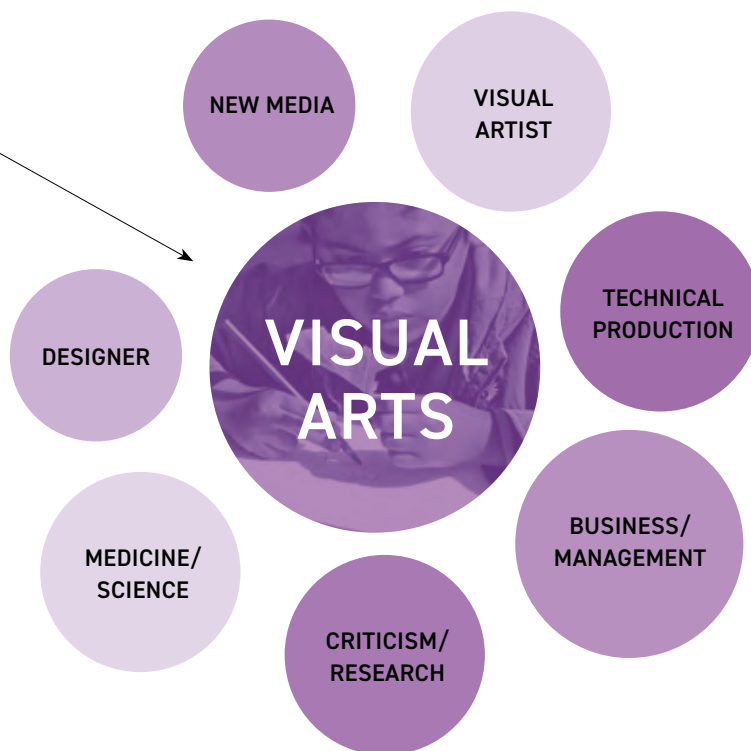 NEW MEDIA
VISUAL
ARTIST
TECHNICAL
PRODUCTION
VISUAL
ARTS
DESIGNER
BUSINESS/
MANAGEMENT
MEDICINE/
SCIENCE
CRITICISM/
RESEARCH